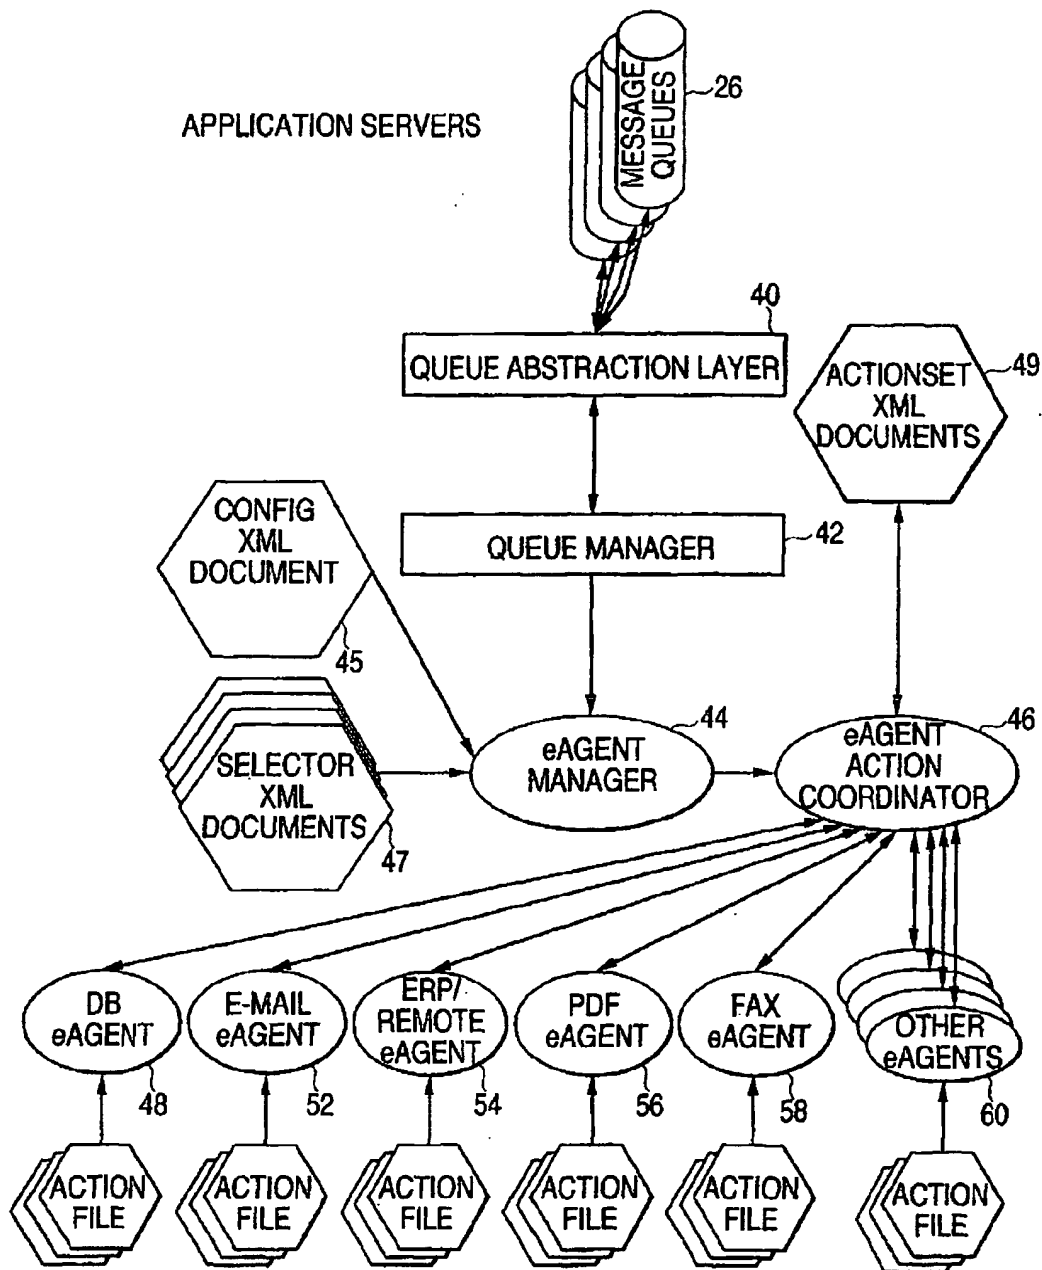 APPLICATION SERVERS
MESSAGE
QUEUES
26
40
QUEUE ABSTRACTION LAYER
ACTIONSET
XML
DOCUMENTS
49
CONFIG
XML
DOCUMENT
45
QUEUE MANAGER
42
SELECTOR
XML
DOCUMENTS
47
eAGENT
MANAGER
44
eAGENT
ACTION
COORDINATOR
46
DB
eAGENT
48
E-MAIL
eAGENT
52
ERP/
REMOTE
eAGENT
54
PDF
eAGENT
56
FAX
eAGENT
58
OTHER
eAGENTS
60
ACTION
FILE
ACTION
FILE
ACTION
FILE
ACTION
FILE
ACTION
FILE
ACTION
FILE